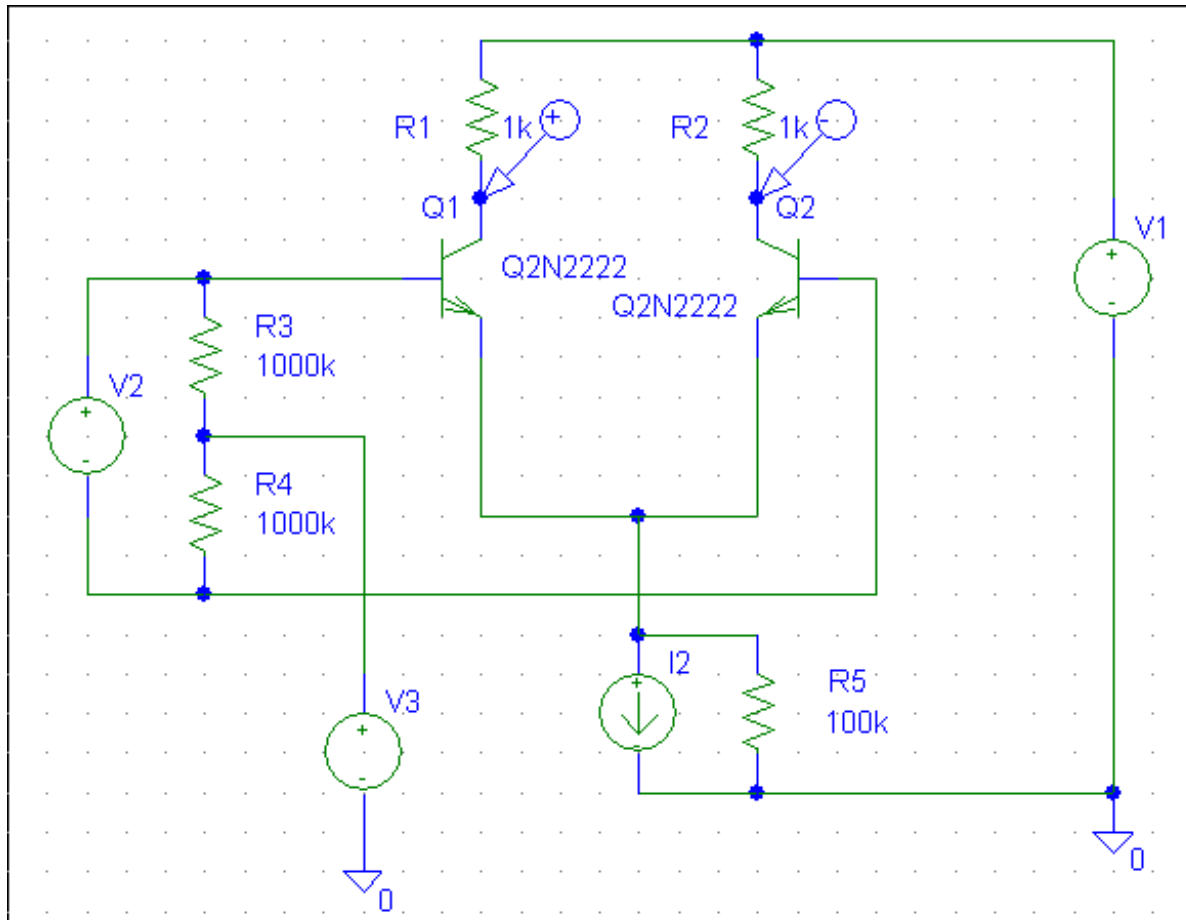 R1
1k
+
R2
1k
-
Q1
Q2
Q2N2222
Q2N2222
V1
+
-
R3
1000k
V2
+
-
R4
1000k
I2
+
-
R5
100k
V3
+
-
0
0